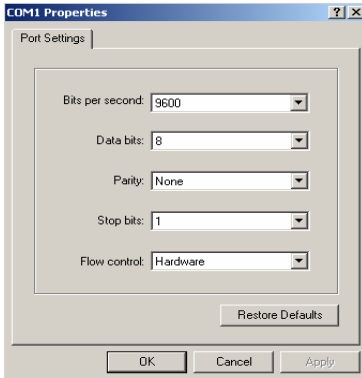 COM1 Properties
Port Settings
Bits per second: 9600
Data bits: 8
Parity: None
Stop bits: 1
Flow control: Hardware
Restore Defaults
OK Cancel Apply